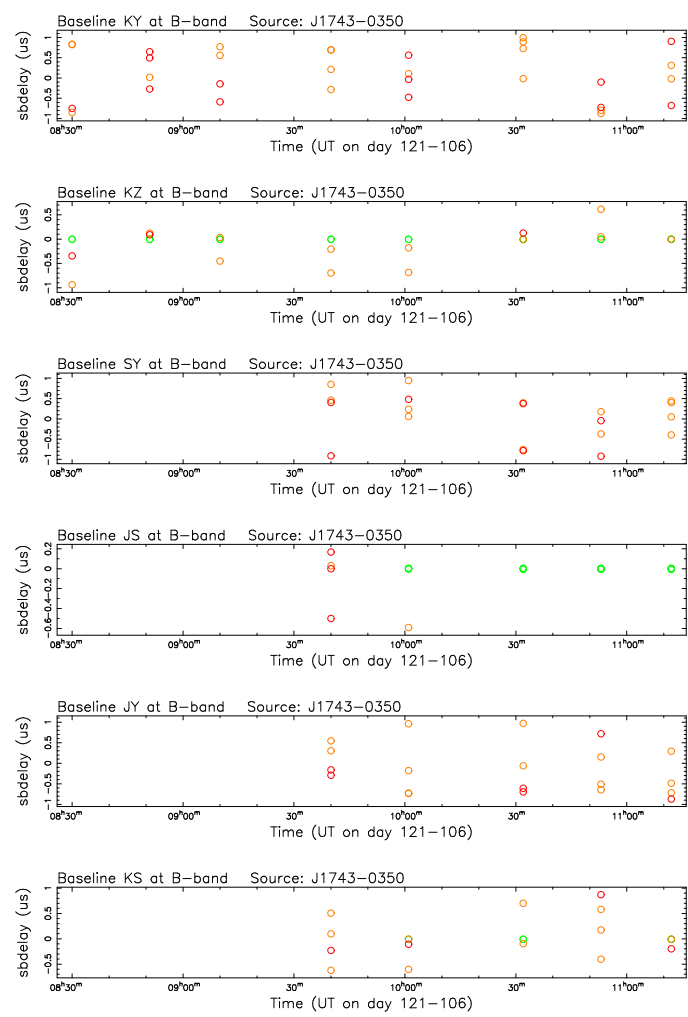 Baseline KY at B-band Source: J1743-0350
sbdelay (us)
1
0.5
0
-0.5
-1
08h30m 09h00m 30m 10h00m 30m 11h00m
Time (UT on day 121-106)
Baseline KZ at B-band Source: J1743-0350
sbdelay (us)
0.5
0
-0.5
-1
08h30m 09h00m 30m 10h00m 30m 11h00m
Time (UT on day 121-106)
Baseline SY at B-band Source: J1743-0350
sbdelay (us)
1
0.5
0
-0.5
-1
08h30m 09h00m 30m 10h00m 30m 11h00m
Time (UT on day 121-106)
Baseline JS at B-band Source: J1743-0350
sbdelay (us)
0.2
0
-0.2
-0.4
-0.6
08h30m 09h00m 30m 10h00m 30m 11h00m
Time (UT on day 121-106)
Baseline JY at B-band Source: J1743-0350
sbdelay (us)
1
0.5
0
-0.5
-1
08h30m 09h00m 30m 10h00m 30m 11h00m
Time (UT on day 121-106)
Baseline KS at B-band Source: J1743-0350
sbdelay (us)
1
0.5
0
-0.5
08h30m 09h00m 30m 10h00m 30m 11h00m
Time (UT on day 121-106)